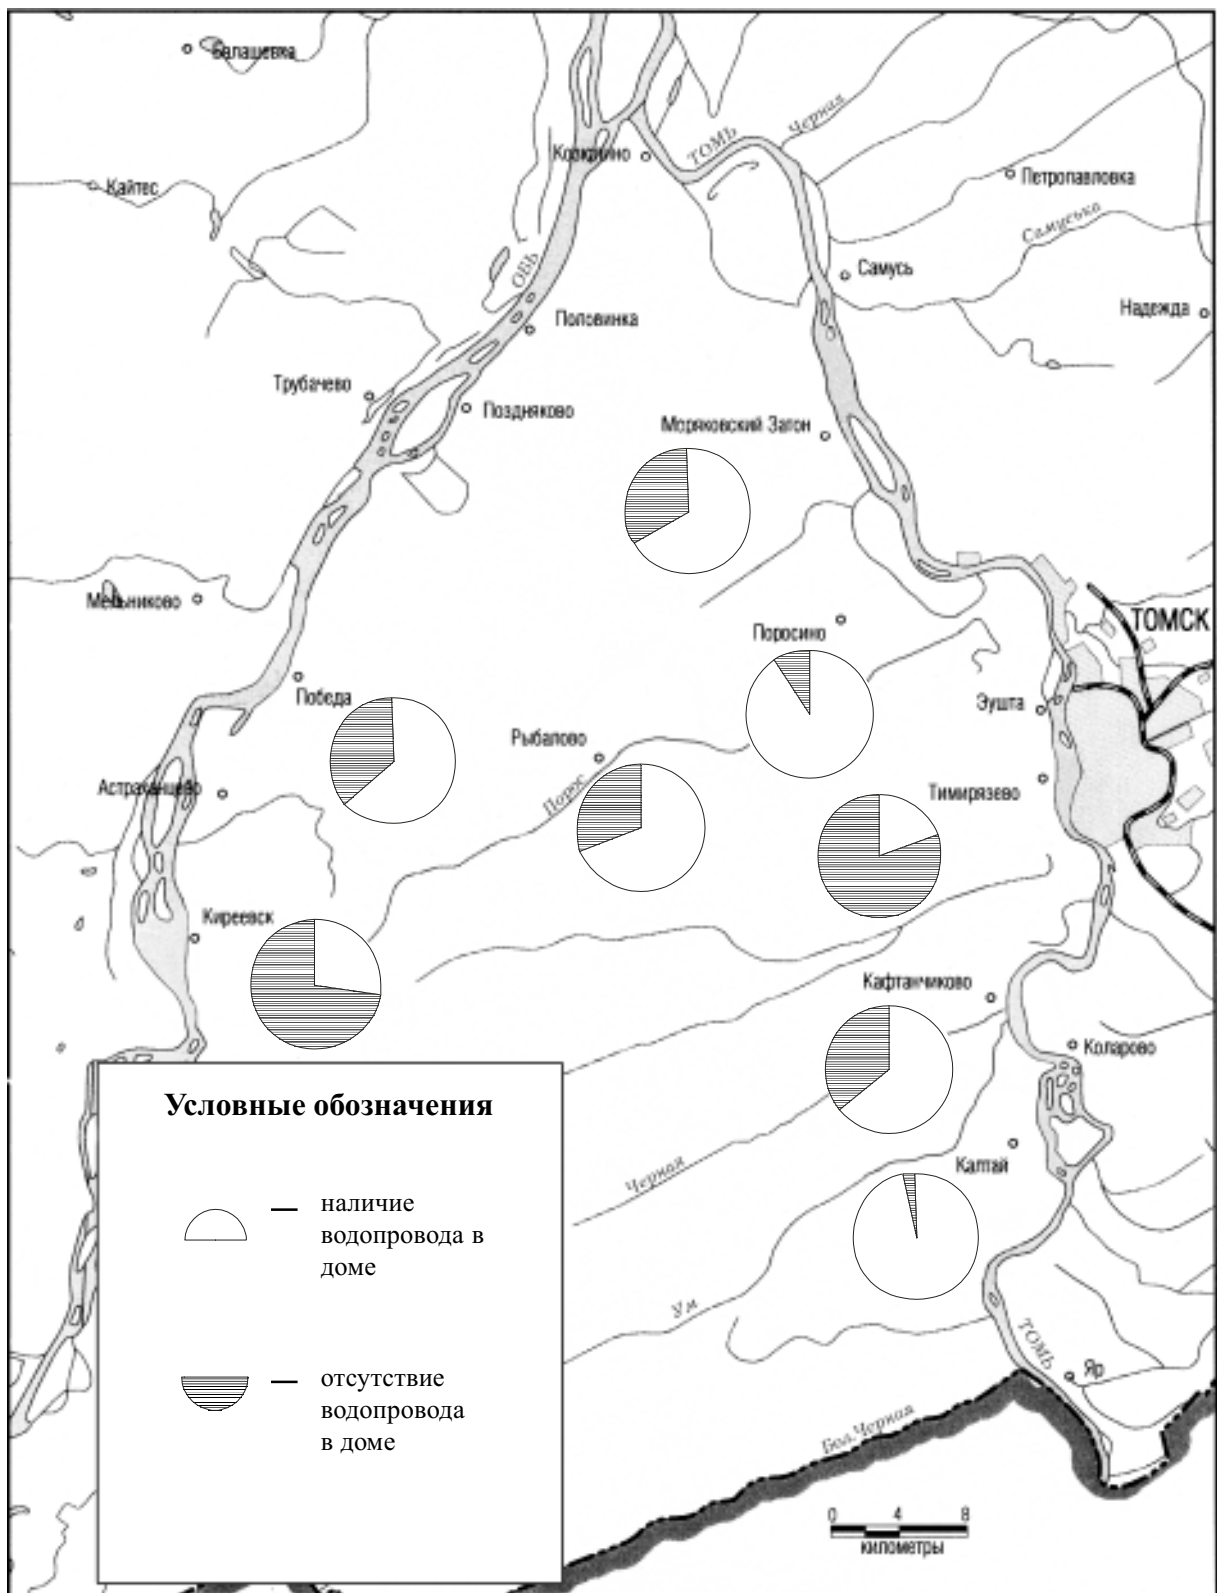 Балашевка
Черная
ТОМЬ
Кайтес
Петропавловка
Самуська
Самусь
ОБЬ
Надежда
Половинка
Трубачево
Поздняково
Моряковский Затон
Мельниково
ТОМСК
Поросино
Победа
Эушта
Рыбалово
Порос
Астраханцево
Тимирязево
Киреевск
Кафтанчиково
Коларово
Условные обозначения
Калтай
Черная
наличие
водопровода в
доме
Ум
ТОМЬ
Яр
отсутствие
водопровода
в доме
Бол.Черная
0 4 8
километры